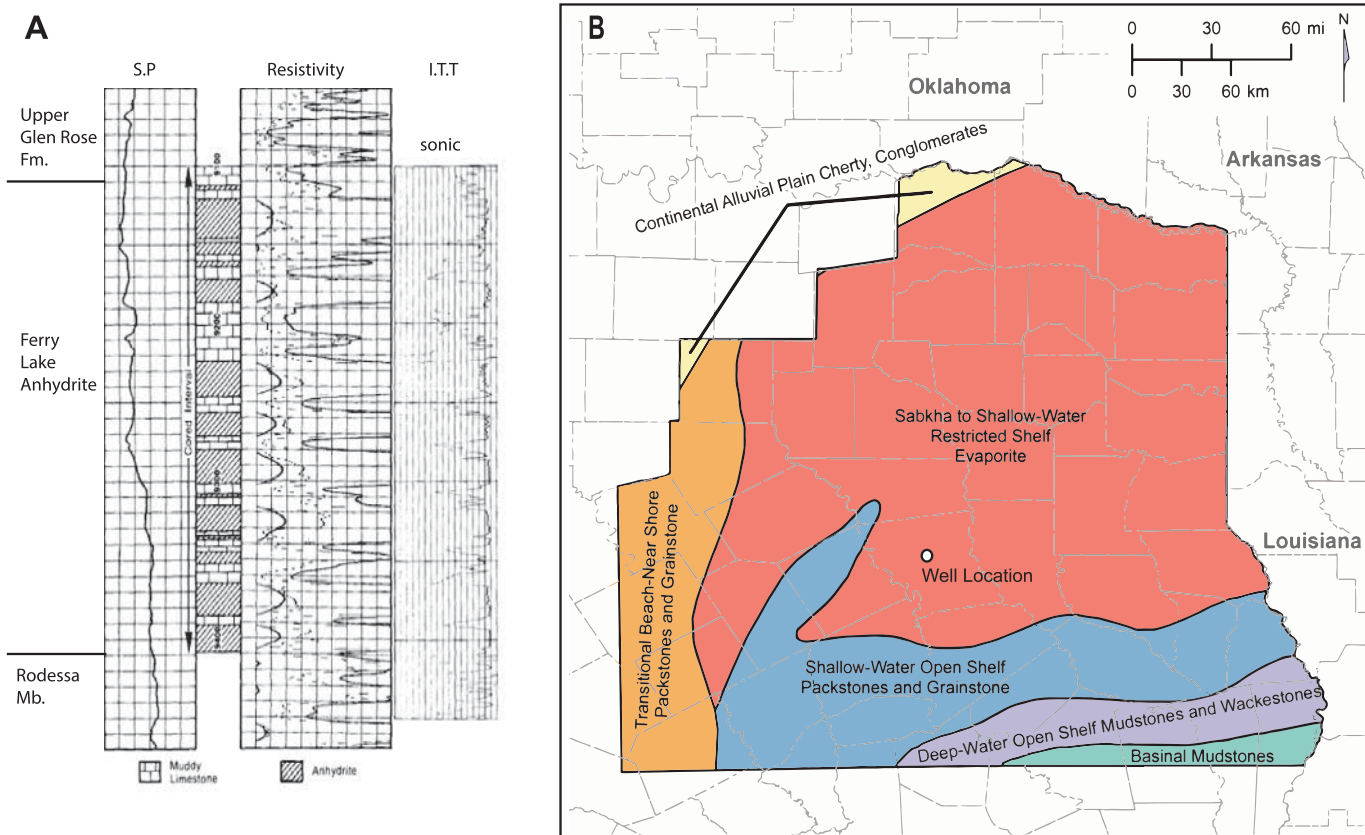 A
S.P
Resistivity
I.T.T
Upper
Glen Rose
Fm.
sonic
9100
Ferry
Lake
Anhydrite
9200
Cored Interval
9300
Rodessa
Mb.
Muddy
Limestone
Anhydrite
B
0 30 60 mi
0 30 60 km
N
Oklahoma
Arkansas
Continental Alluvial Plain Cherty, Conglomerates
Sabkha to Shallow-Water
Restricted Shelf
Evaporite
Louisiana
Well Location
Transitional Beach-Near Shore
Packstones and Grainstone
Shallow-Water Open Shelf
Packstones and Grainstone
Deep-Water Open Shelf Mudstones and Wackestones
Basinal Mudstones